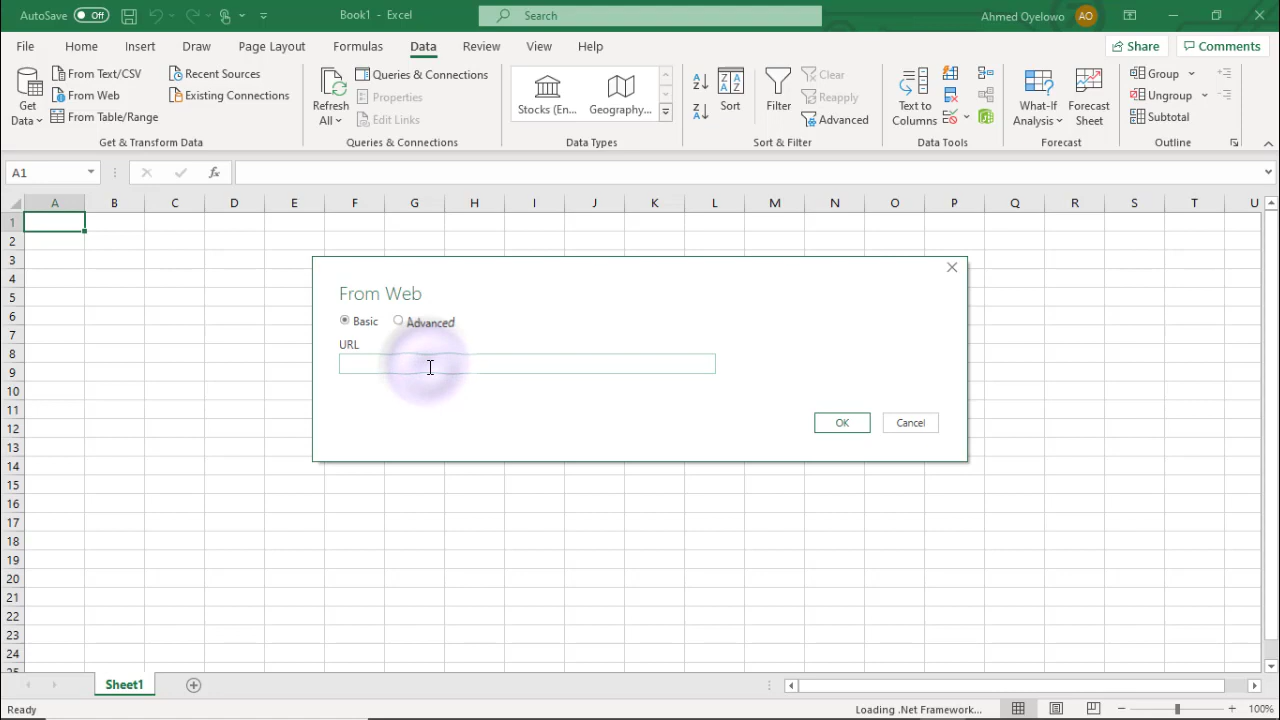 AutoSave Off Book1 - Excel Search Ahmed Oyelowo AO
File Home Insert Draw Page Layout Formulas Data Review View Help Share Comments
Get Data
From Text/CSV
From Web
From Table/Range
Recent Sources
Existing Connections
Get & Transform Data
Refresh All
Queries & Connections
Properties
Edit Links
Queries & Connections
Stocks (En...
Geography...
Data Types
Sort
Filter
Clear
Reapply
Advanced
Sort & Filter
Text to Columns
Data Tools
What-If Analysis
Forecast Sheet
Forecast
Group
Ungroup
Subtotal
Outline
A1 fx
A B C D E F G H I J K L M N O P Q R S T U
1
2
3
4
5
6
7
8
9
10
11
12
13
14
15
16
17
18
19
20
21
22
23
24
From Web
Basic Advanced
URL
OK Cancel
Sheet1
Ready Loading .Net Framework... 100%